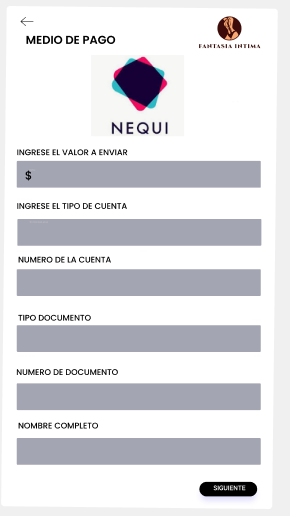 MEDIO DE PAGO
FANTASIA INTIMA
NEQUI
INGRESE EL VALOR A ENVIAR
$
INGRESE EL TIPO DE CUENTA
NUMERO DE LA CUENTA
TIPO DOCUMENTO
NUMERO DE DOCUMENTO
NOMBRE COMPLETO
SIGUIENTE